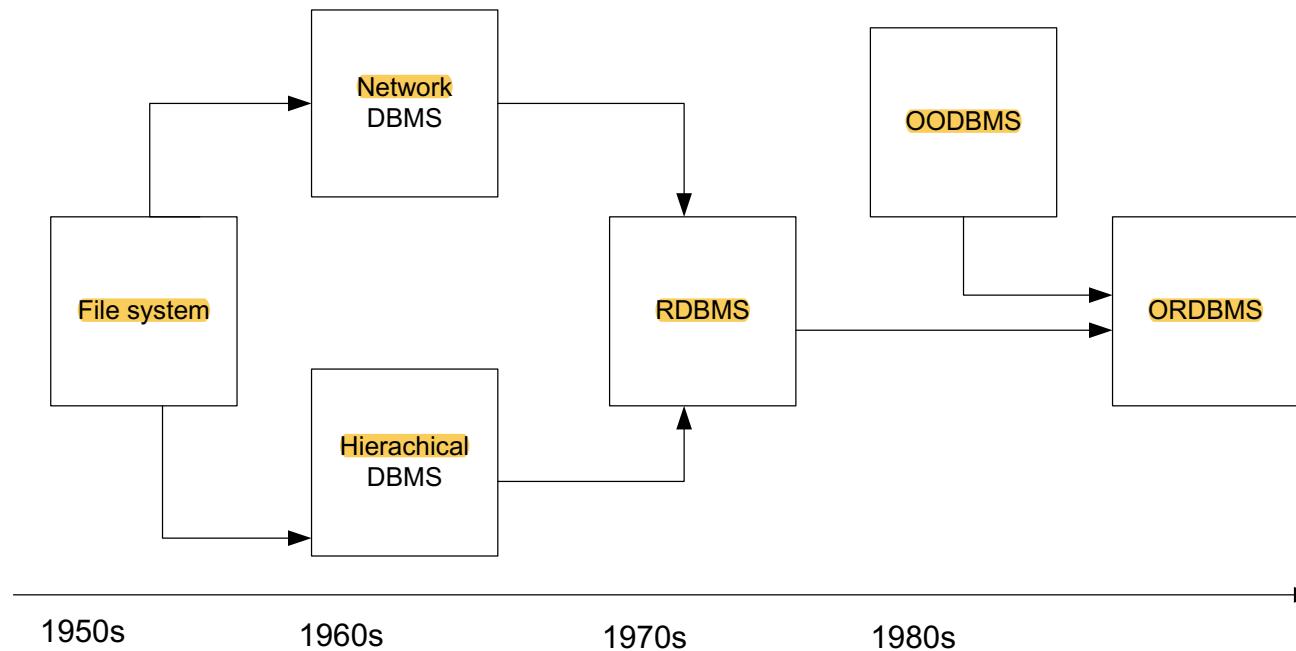 Network
DBMS
OODBMS
File system
RDBMS
ORDBMS
Hierachical
DBMS
1950s
1960s
1970s
1980s